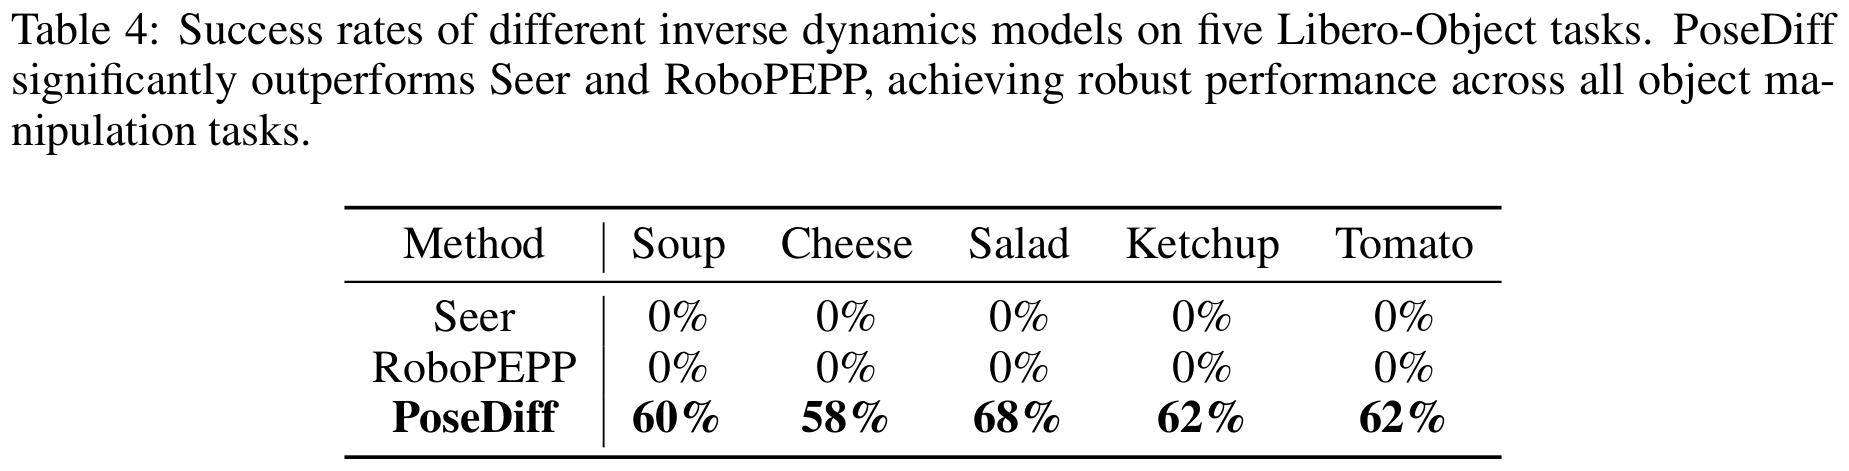 Table 4: Success rates of different inverse dynamics models on five Libero-Object tasks. PoseDiff
significantly outperforms Seer and RoboPEPP, achieving robust performance across all object ma-
nipulation tasks.
Method Soup Cheese Salad Ketchup Tomato
Seer 0% 0% 0% 0% 0%
RoboPEPP 0% 0% 0% 0% 0%
PoseDiff 60% 58% 68% 62% 62%